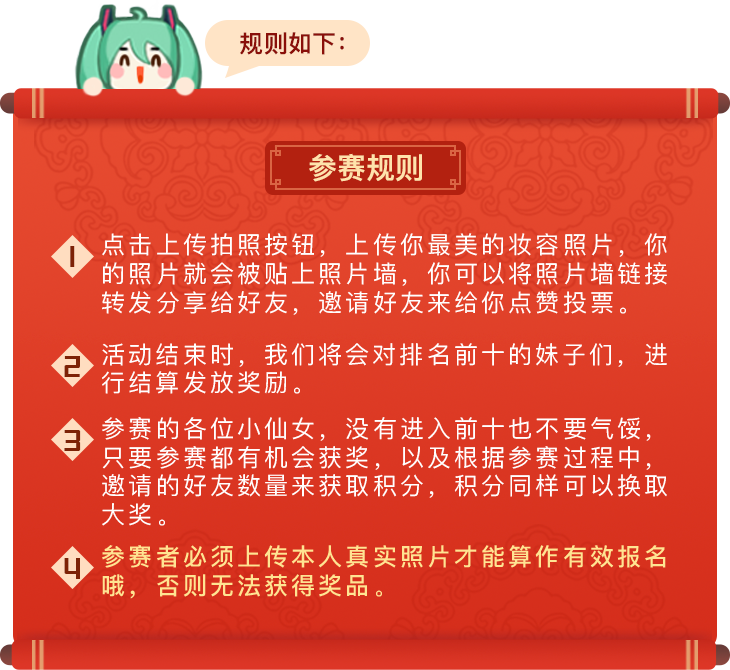 规则如下：
参赛规则
1
点击上传拍照按钮，上传你最美的妆容照片，你
的照片就会被贴上照片墙，你可以将照片墙链接
转发分享给好友，邀请好友来给你点赞投票。
2
活动结束时，我们将会对排名前十的妹子们，进
行结算发放奖励。
3
参赛的各位小仙女，没有进入前十也不要气馁，
只要参赛都有机会获奖，以及根据参赛过程中，
邀请的好友数量来获取积分，积分同样可以换取
大奖。
4
参赛者必须上传本人真实照片才能算作有效报名
哦，否则无法获得奖品。